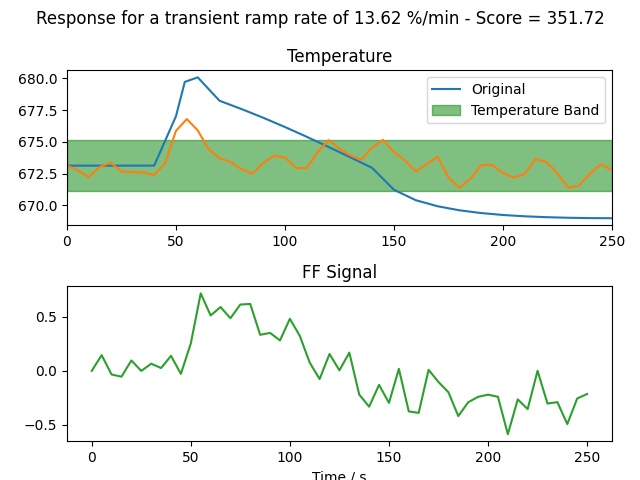 Response for a transient ramp rate of 13.62 %/min - Score = 351.72
Temperature
680.0
677.5
675.0
672.5
670.0
Original
Temperature Band
0 50 100 150 200 250
FF Signal
0.5
0.0
−0.5
0 50 100 150 200 250
Time / s